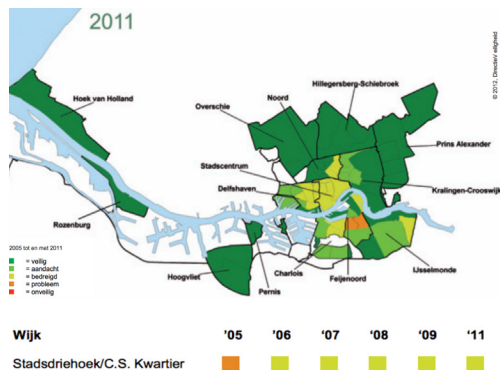 2011
Hoek van Holland
Overschie
Noord
Hillegersberg-Schiebroek
Prins Alexander
Stadscentrum
Delfshaven
Kralingen-Crooswijk
Rozenburg
Hoogvliet
Pernis
Charlois
Feijenoord
IJsselmonde
2005 tot en met 2011
= veilig
= aandacht
= bedreigd
= probleem
= onveilig
© 2012, Directie Veiligheid
Wijk '05 '06 '07 '08 '09 '11
Stadsdriehoek/C.S. Kwartier